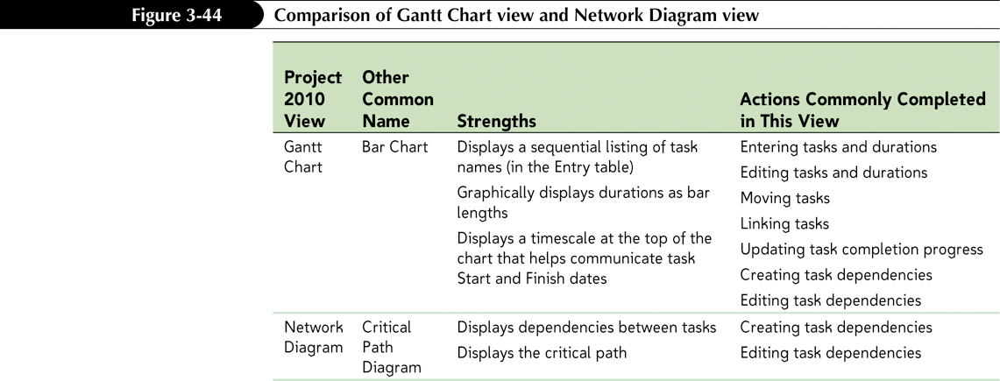 Figure 3-44 Comparison of Gantt Chart view and Network Diagram view
Project 2010 View
Other Common Name
Strengths
Actions Commonly Completed in This View
Gantt Chart
Bar Chart
Displays a sequential listing of task
names (in the Entry table)
Graphically displays durations as bar
lengths
Displays a timescale at the top of the
chart that helps communicate task
Start and Finish dates
Entering tasks and durations
Editing tasks and durations
Moving tasks
Linking tasks
Updating task completion progress
Creating task dependencies
Editing task dependencies
Network Diagram
Critical Path Diagram
Displays dependencies between tasks
Displays the critical path
Creating task dependencies
Editing task dependencies